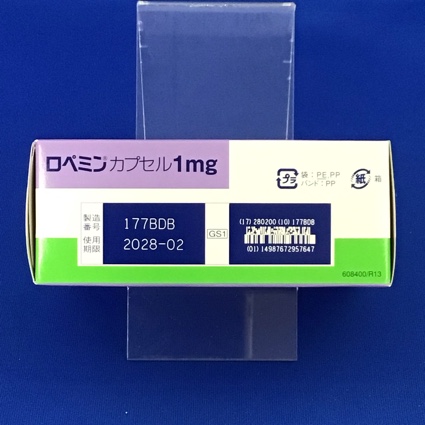 ロペミン®カプセル1mg
プラ
袋：PE,PP
バンド：PP
紙
箱
製造番号
177BDB
使用期限
2028-02
GS1
(17) 280200 (10) 177BDB
(01) 14987672957647
608400/R13